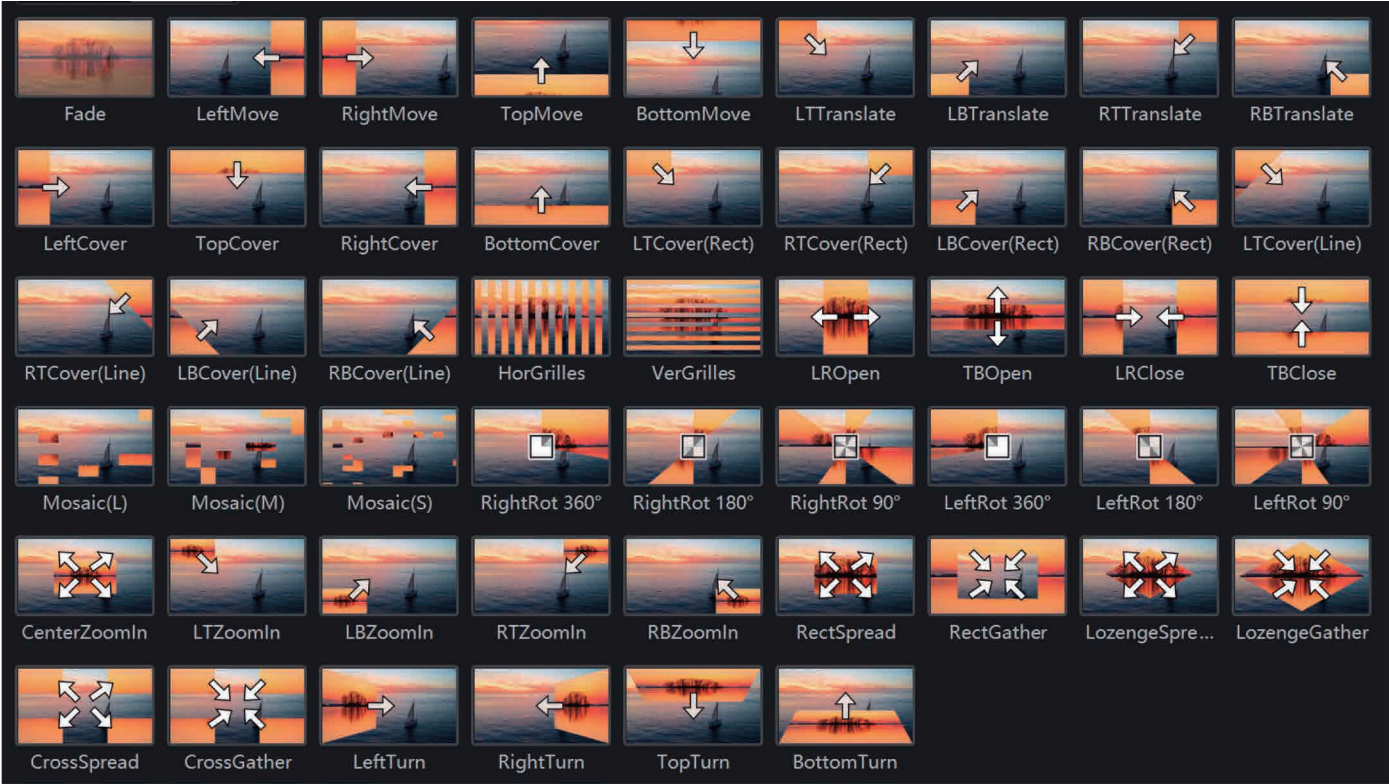 Fade LeftMove RightMove TopMove BottomMove LTTranslate LBTranslate RTTranslate RBTranslate
LeftCover TopCover RightCover BottomCover LTCover(Rect) RTCover(Rect) LBCover(Rect) RBCover(Rect) LTCover(Line)
RTCover(Line) LBCover(Line) RBCover(Line) HorGrilles VerGrilles LROpen TBOpen LRClose TBClose
Mosaic(L) Mosaic(M) Mosaic(S) RightRot 360° RightRot 180° RightRot 90° LeftRot 360° LeftRot 180° LeftRot 90°
CenterZoomIn LTZoomIn LBZoomIn RTZoomIn RBZoomIn RectSpread RectGather LozengeSpre... LozengeGather
CrossSpread CrossGather LeftTurn RightTurn TopTurn BottomTurn